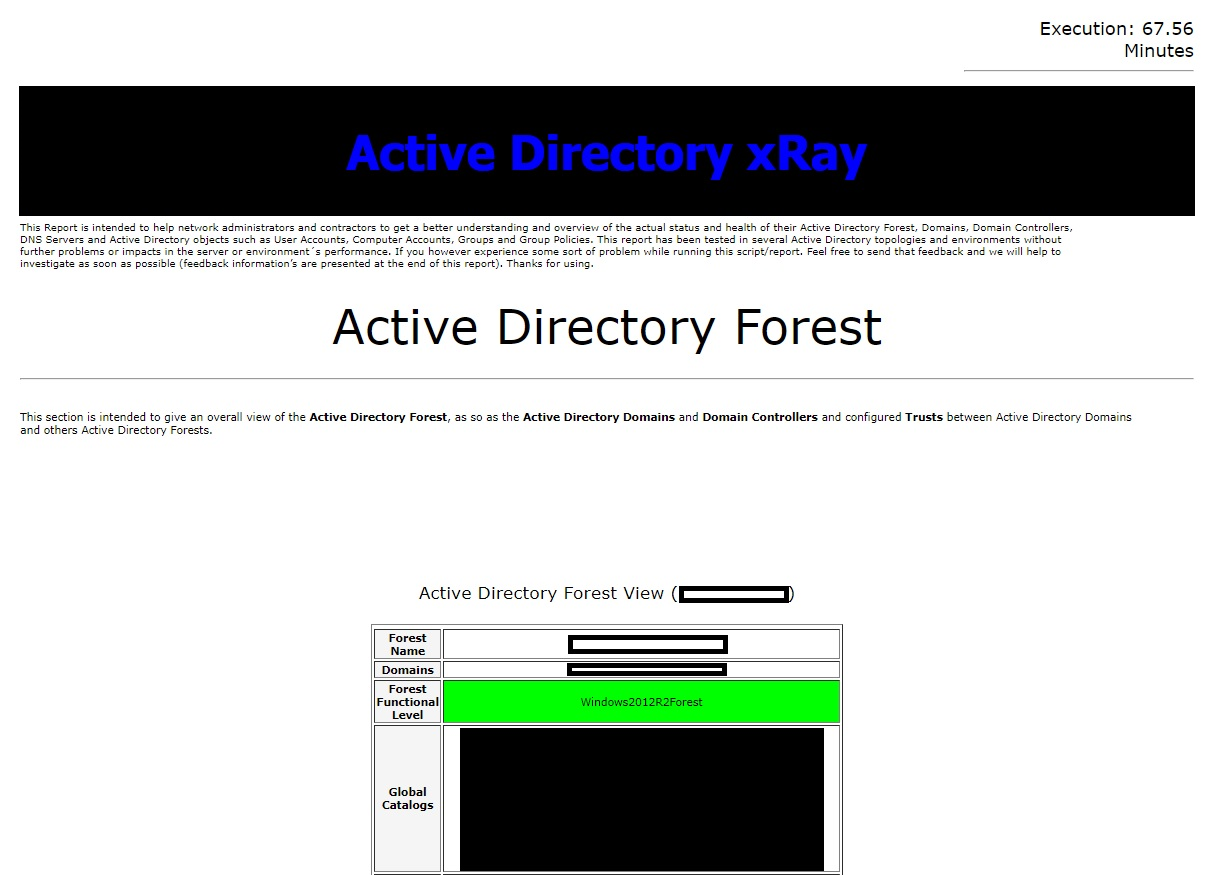 Execution: 67.56
Minutes
Active Directory xRay
This Report is intended to help network administrators and contractors to get a better understanding and overview of the actual status and health of their Active Directory Forest, Domains, Domain Controllers,
DNS Servers and Active Directory objects such as User Accounts, Computer Accounts, Groups and Group Policies. This report has been tested in several Active Directory topologies and environments without
further problems or impacts in the server or environment´s performance. If you however experience some sort of problem while running this script/report. Feel free to send that feedback and we will help to
investigate as soon as possible (feedback information’s are presented at the end of this report). Thanks for using.
Active Directory Forest
This section is intended to give an overall view of the Active Directory Forest, as so as the Active Directory Domains and Domain Controllers and configured Trusts between Active Directory Domains
and others Active Directory Forests.
Active Directory Forest View ( )
Forest
Name
Domains
Forest
Functional
Level
Windows2012R2Forest
Global
Catalogs